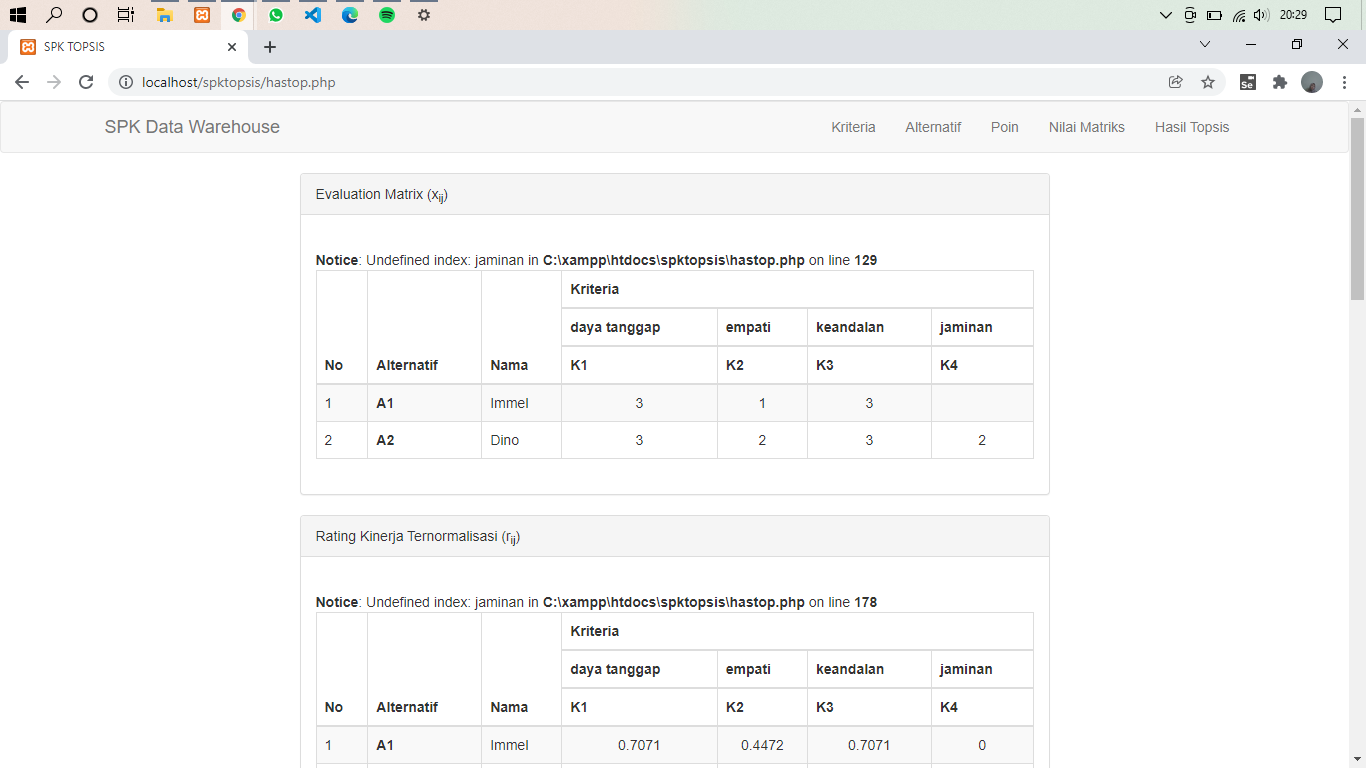 20:29
SPK TOPSIS
localhost/spktopsis/hastop.php
Se
SPK Data Warehouse Kriteria Alternatif Poin Nilai Matriks Hasil Topsis
Evaluation Matrix (xij)
Notice: Undefined index: jaminan in C:\xampp\htdocs\spktopsis\hastop.php on line 129
Kriteria
daya tanggap empati keandalan jaminan
No Alternatif Nama K1 K2 K3 K4
1 A1 Immel 3 1 3
2 A2 Dino 3 2 3 2
Rating Kinerja Ternormalisasi (rij)
Notice: Undefined index: jaminan in C:\xampp\htdocs\spktopsis\hastop.php on line 178
Kriteria
daya tanggap empati keandalan jaminan
No Alternatif Nama K1 K2 K3 K4
1 A1 Immel 0.7071 0.4472 0.7071 0